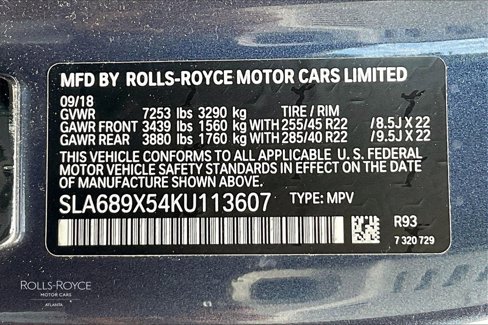 MFD BY ROLLS-ROYCE MOTOR CARS LIMITED
09/18
GVWR 7253 lbs 3290 kg TIRE / RIM
GAWR FRONT 3439 lbs 1560 kg WITH 255/45 R22 /8.5J X 22
GAWR REAR 3880 lbs 1760 kg WITH 285/40 R22 /9.5J X 22
THIS VEHICLE CONFORMS TO ALL APPLICABLE U. S. FEDERAL
MOTOR VEHICLE SAFETY STANDARDS IN EFFECT ON THE DATE
OF MANUFACTURE SHOWN ABOVE.
SLA689X54KU113607 TYPE: MPV
R93
7 320 729
ROLLS-ROYCE
MOTOR CARS
ATLANTA